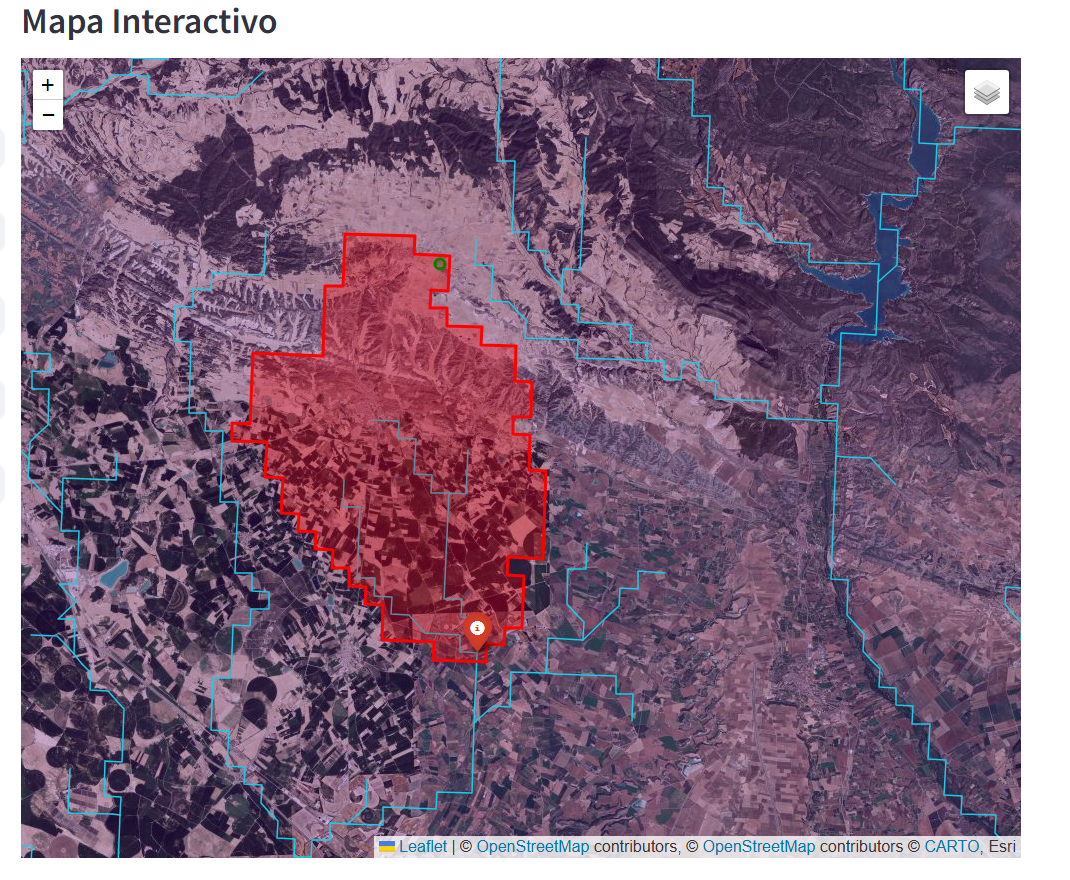 Mapa Interactivo
+
−
i
Leaflet | © OpenStreetMap contributors, © OpenStreetMap contributors © CARTO, Esri